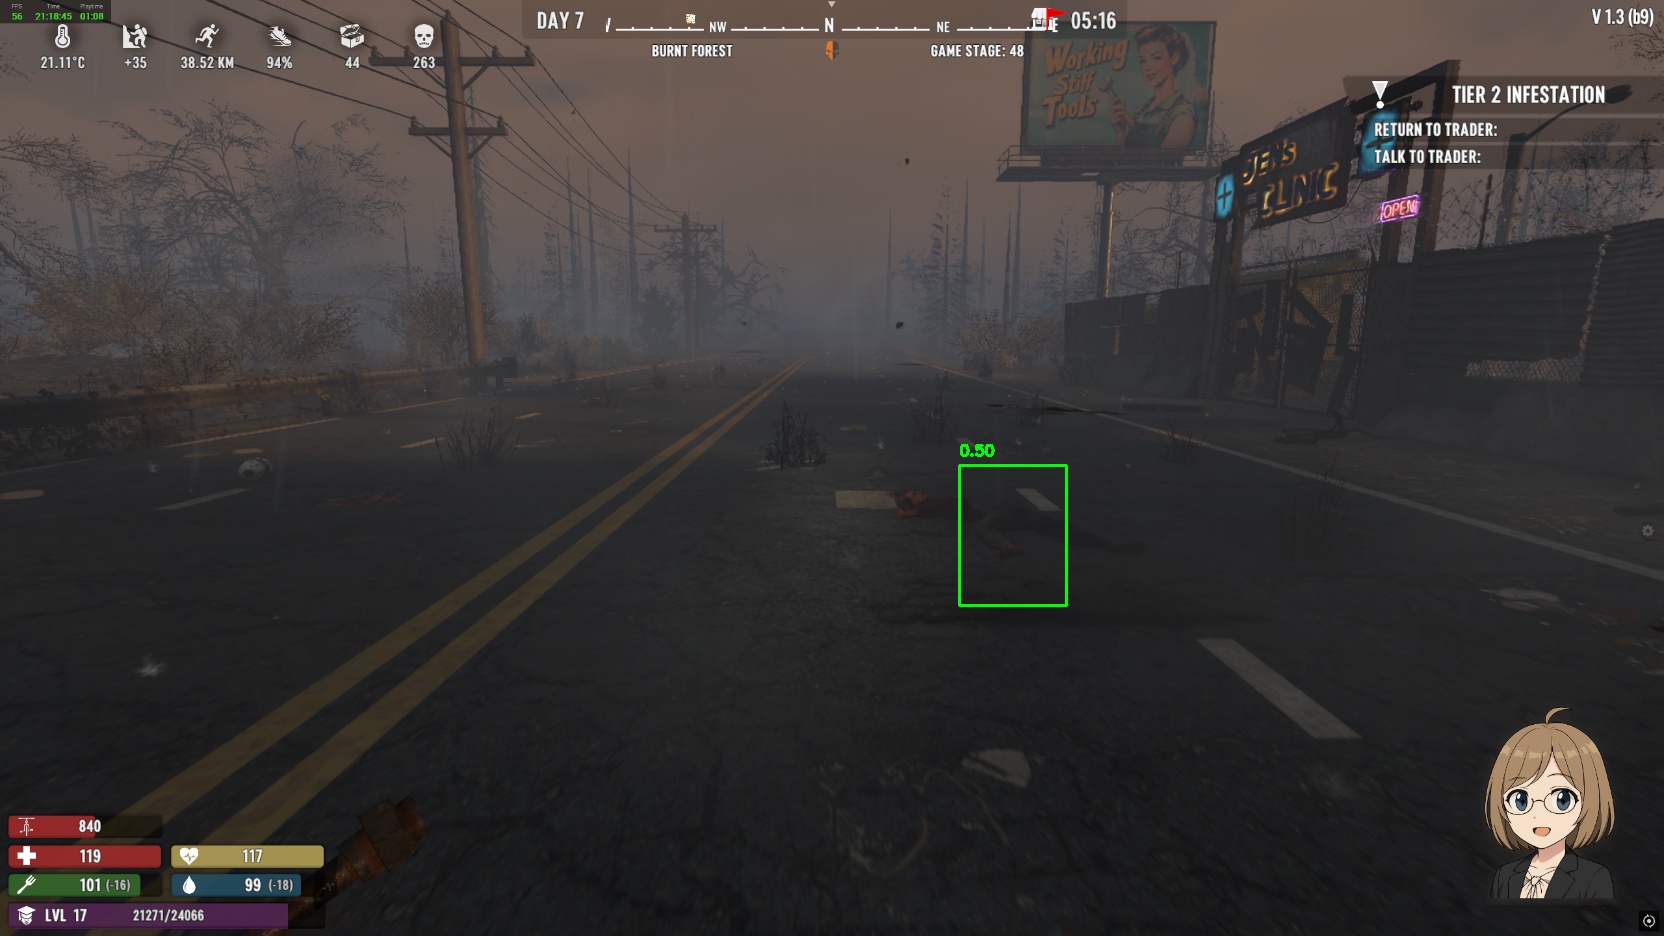 FPS Time Playtime
56 21:18:45 01:08
DAY 7
NW
N
NE
E
05:16
V 1.3 (b9)
21.11°C
+35
38.52 KM
94%
44
263
BURNT FOREST
GAME STAGE: 48
Working
Stiff
Tools
TIER 2 INFESTATION
RETURN TO TRADER:
TALK TO TRADER:
JEN'S
CLINIC
OPEN
0.50
840
119
117
101 (-16)
99 (-18)
LVL 17
21271/24066